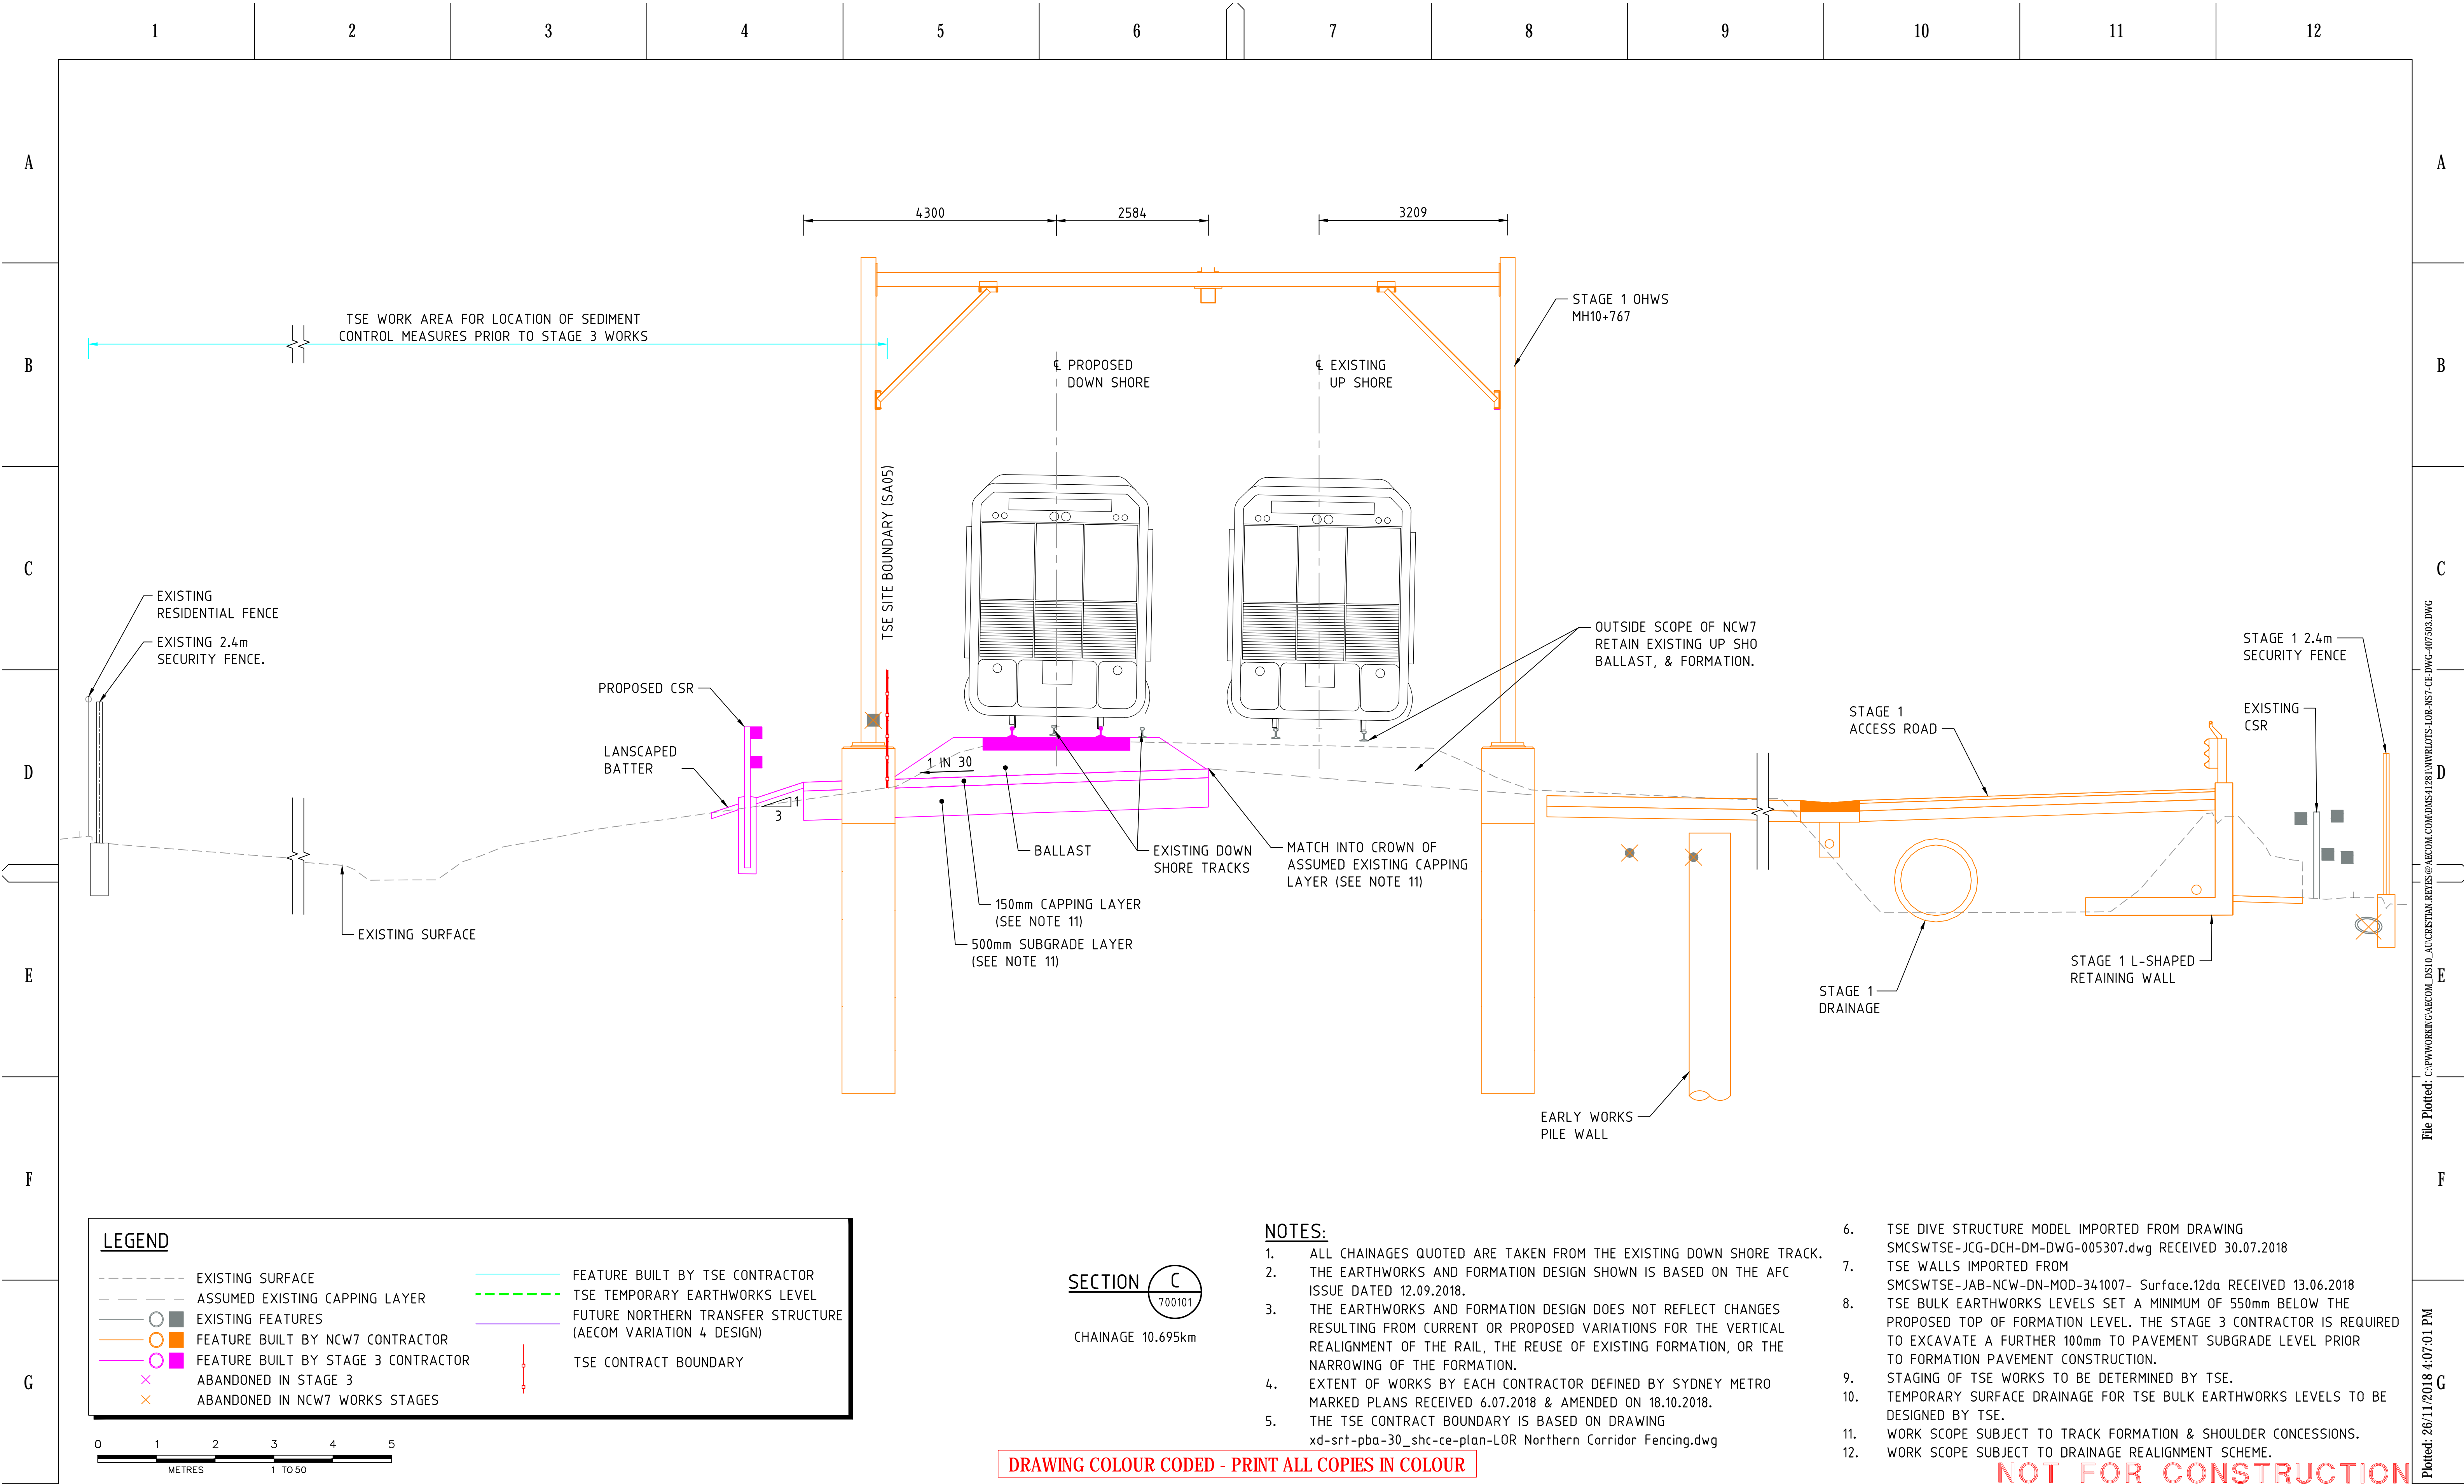 1 2 3 4 5 6 7 8 9 10 11 12
A
A
4300
2584
3209
STAGE 1 OHWS
MH10+767
TSE WORK AREA FOR LOCATION OF SEDIMENT
CONTROL MEASURES PRIOR TO STAGE 3 WORKS
B
B
℄ PROPOSED
DOWN SHORE
℄ EXISTING
UP SHORE
TSE SITE BOUNDARY (SA05)
C
C
EXISTING
RESIDENTIAL FENCE
EXISTING 2.4m
SECURITY FENCE.
OUTSIDE SCOPE OF NCW7
RETAIN EXISTING UP SHO
BALLAST, & FORMATION.
STAGE 1 2.4m
SECURITY FENCE
PROPOSED CSR
EXISTING
CSR
STAGE 1
ACCESS ROAD
LANSCAPED
BATTER
D
D
1 IN 30
1
3
BALLAST
EXISTING DOWN
SHORE TRACKS
MATCH INTO CROWN OF
ASSUMED EXISTING CAPPING
LAYER (SEE NOTE 11)
150mm CAPPING LAYER
(SEE NOTE 11)
EXISTING SURFACE
500mm SUBGRADE LAYER
(SEE NOTE 11)
STAGE 1 L-SHAPED
RETAINING WALL
E
E
STAGE 1
DRAINAGE
EARLY WORKS
PILE WALL
F
F
LEGEND
EXISTING SURFACE
ASSUMED EXISTING CAPPING LAYER
EXISTING FEATURES
FEATURE BUILT BY NCW7 CONTRACTOR
FEATURE BUILT BY STAGE 3 CONTRACTOR
ABANDONED IN STAGE 3
ABANDONED IN NCW7 WORKS STAGES
FEATURE BUILT BY TSE CONTRACTOR
TSE TEMPORARY EARTHWORKS LEVEL
FUTURE NORTHERN TRANSFER STRUCTURE
(AECOM VARIATION 4 DESIGN)
TSE CONTRACT BOUNDARY
G
G
0 1 2 3 4 5
METRES 1 TO 50
SECTION C
700101
CHAINAGE 10.695km
NOTES:
1. ALL CHAINAGES QUOTED ARE TAKEN FROM THE EXISTING DOWN SHORE TRACK.
2. THE EARTHWORKS AND FORMATION DESIGN SHOWN IS BASED ON THE AFC
ISSUE DATED 12.09.2018.
3. THE EARTHWORKS AND FORMATION DESIGN DOES NOT REFLECT CHANGES
RESULTING FROM CURRENT OR PROPOSED VARIATIONS FOR THE VERTICAL
REALIGNMENT OF THE RAIL, THE REUSE OF EXISTING FORMATION, OR THE
NARROWING OF THE FORMATION.
4. EXTENT OF WORKS BY EACH CONTRACTOR DEFINED BY SYDNEY METRO
MARKED PLANS RECEIVED 6.07.2018 & AMENDED ON 18.10.2018.
5. THE TSE CONTRACT BOUNDARY IS BASED ON DRAWING
xd-srt-pba-30_shc-ce-plan-LOR Northern Corridor Fencing.dwg
6. TSE DIVE STRUCTURE MODEL IMPORTED FROM DRAWING
SMCSWTSE-JCG-DCH-DM-DWG-005307.dwg RECEIVED 30.07.2018
7. TSE WALLS IMPORTED FROM
SMCSWTSE-JAB-NCW-DN-MOD-341007- Surface.12da RECEIVED 13.06.2018
8. TSE BULK EARTHWORKS LEVELS SET A MINIMUM OF 550mm BELOW THE
PROPOSED TOP OF FORMATION LEVEL. THE STAGE 3 CONTRACTOR IS REQUIRED
TO EXCAVATE A FURTHER 100mm TO PAVEMENT SUBGRADE LEVEL PRIOR
TO FORMATION PAVEMENT CONSTRUCTION.
9. STAGING OF TSE WORKS TO BE DETERMINED BY TSE.
10. TEMPORARY SURFACE DRAINAGE FOR TSE BULK EARTHWORKS LEVELS TO BE
DESIGNED BY TSE.
11. WORK SCOPE SUBJECT TO TRACK FORMATION & SHOULDER CONCESSIONS.
12. WORK SCOPE SUBJECT TO DRAINAGE REALIGNMENT SCHEME.
DRAWING COLOUR CODED - PRINT ALL COPIES IN COLOUR
NOT FOR CONSTRUCTION
File Plotted: C:\PWWORKING\AECOM_DS10_AU\CRISTIAN.REYES@AECOM.COM\DMS41281\NWRLOTS-LOR-NS7-CE-DWG-407503.DWG
Plotted: 26/11/2018 4:07:01 PM